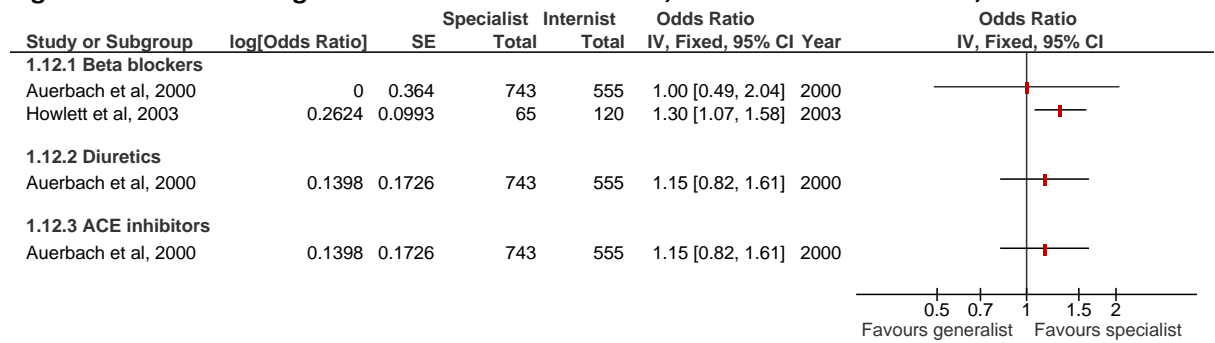 Specialist Internist Odds Ratio Odds Ratio
Study or Subgroup log[Odds Ratio] SE Total Total IV, Fixed, 95% CI Year IV, Fixed, 95% CI
1.12.1 Beta blockers
Auerbach et al, 2000 0 0.364 743 555 1.00 [0.49, 2.04] 2000
Howlett et al, 2003 0.2624 0.0993 65 120 1.30 [1.07, 1.58] 2003
1.12.2 Diuretics
Auerbach et al, 2000 0.1398 0.1726 743 555 1.15 [0.82, 1.61] 2000
1.12.3 ACE inhibitors
Auerbach et al, 2000 0.1398 0.1726 743 555 1.15 [0.82, 1.61] 2000
0.5 0.7 1 1.5 2
Favours generalist Favours specialist